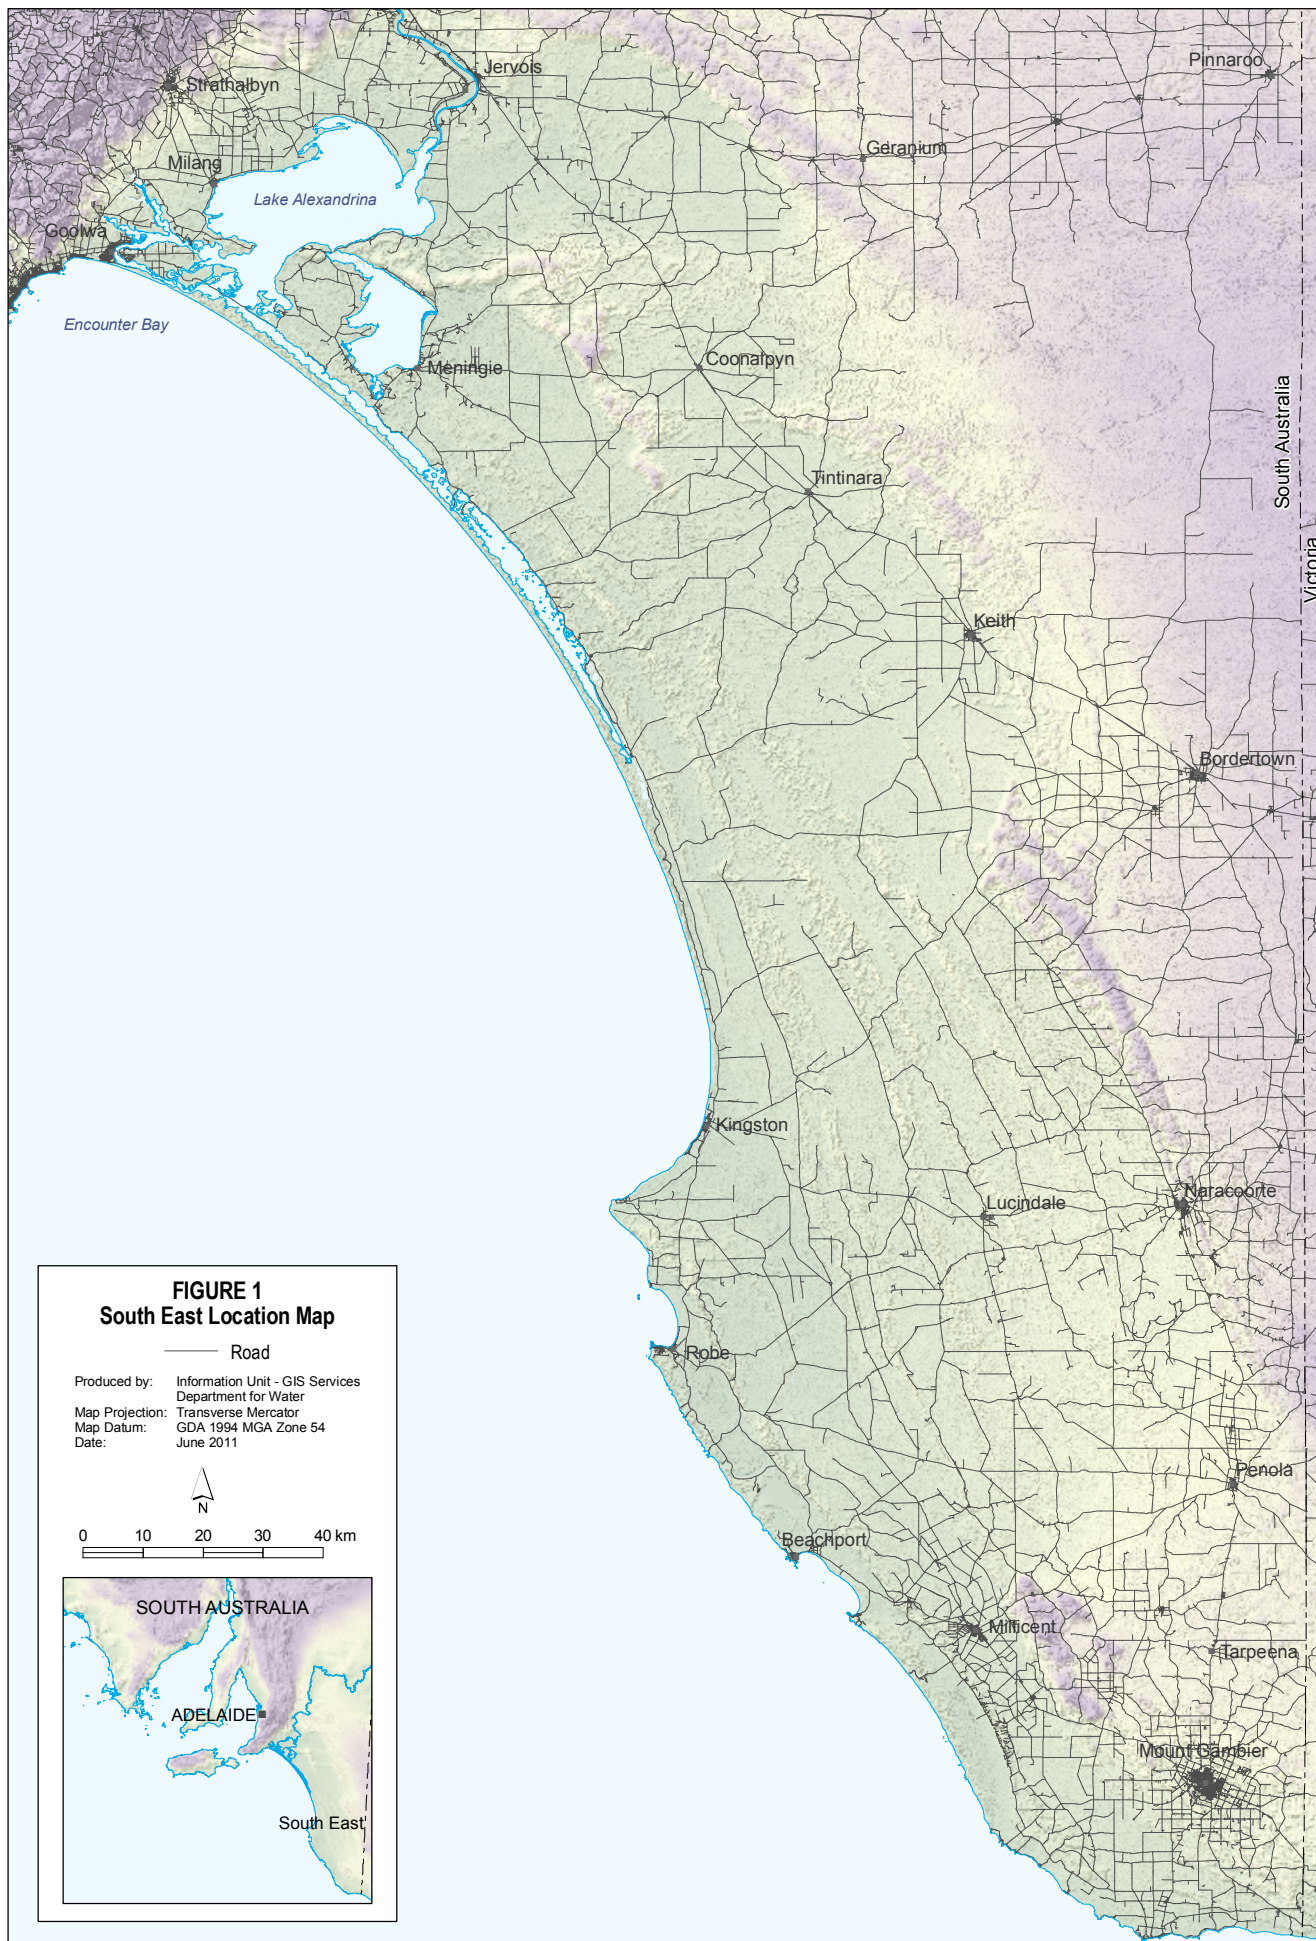 Jervois
Pinnaroo
Strathalbyn
Geranium
Milang
Lake Alexandrina
Goolwa
Encounter Bay
Coonalpyn
Meningie
South Australia
Victoria
Tintinara
Keith
Bordertown
Kingston
Naracoorte
Lucindale
Robe
Penola
Beachport
Millicent
Tarpeena
Mount Gambier
FIGURE 1
South East Location Map
Road
Produced by: Information Unit - GIS Services
Department for Water
Map Projection: Transverse Mercator
Map Datum: GDA 1994 MGA Zone 54
Date: June 2011
N
0 10 20 30 40 km
SOUTH AUSTRALIA
ADELAIDE
South East